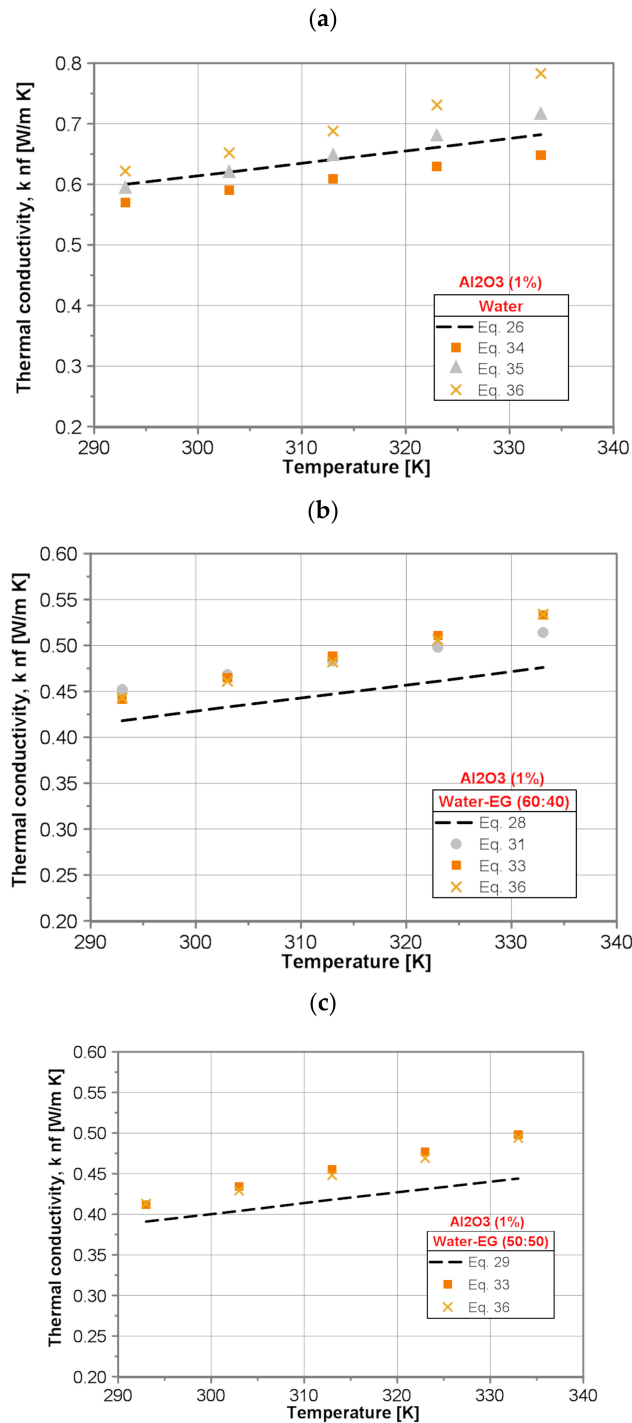 (a)
Thermal conductivity, k nf [W/m K]
0.8
0.7
0.6
0.5
0.4
0.3
0.2
290
300
310
320
330
340
Temperature [K]
Al2O3 (1%)
Water
Eq. 26
Eq. 34
Eq. 35
Eq. 36
(b)
Thermal conductivity, k nf [W/m K]
0.60
0.55
0.50
0.45
0.40
0.35
0.30
0.25
0.20
290
300
310
320
330
340
Temperature [K]
Al2O3 (1%)
Water-EG (60:40)
Eq. 28
Eq. 31
Eq. 33
Eq. 36
(c)
Thermal conductivity, k nf [W/m K]
0.60
0.55
0.50
0.45
0.40
0.35
0.30
0.25
0.20
290
300
310
320
330
340
Temperature [K]
Al2O3 (1%)
Water-EG (50:50)
Eq. 29
Eq. 33
Eq. 36